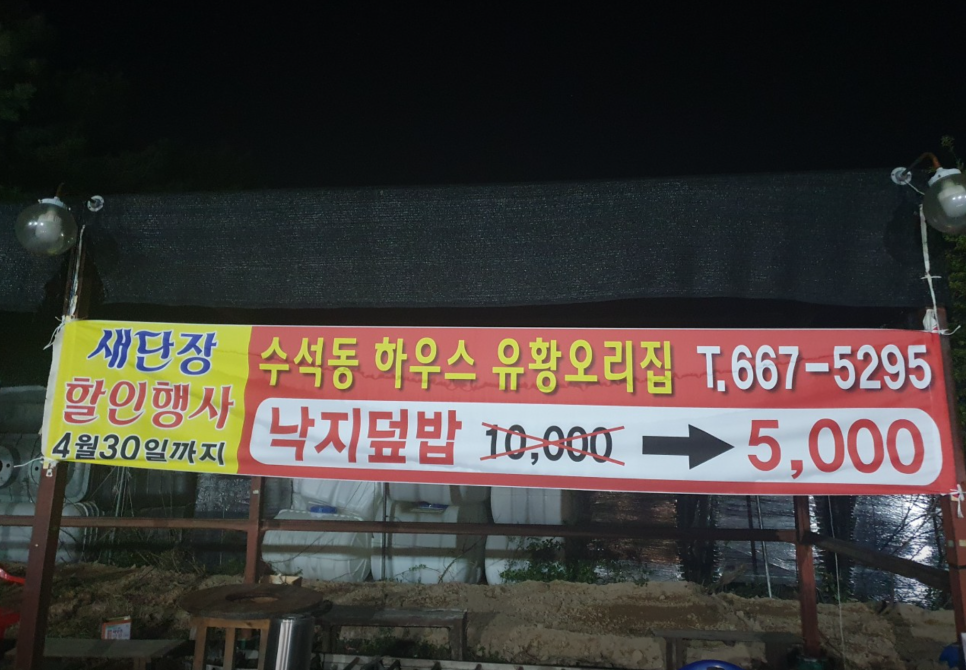 새단장
할인행사
4월30일까지
수석동 하우스 유황오리집 T.667-5295
낙지덮밥 10,000 → 5,000